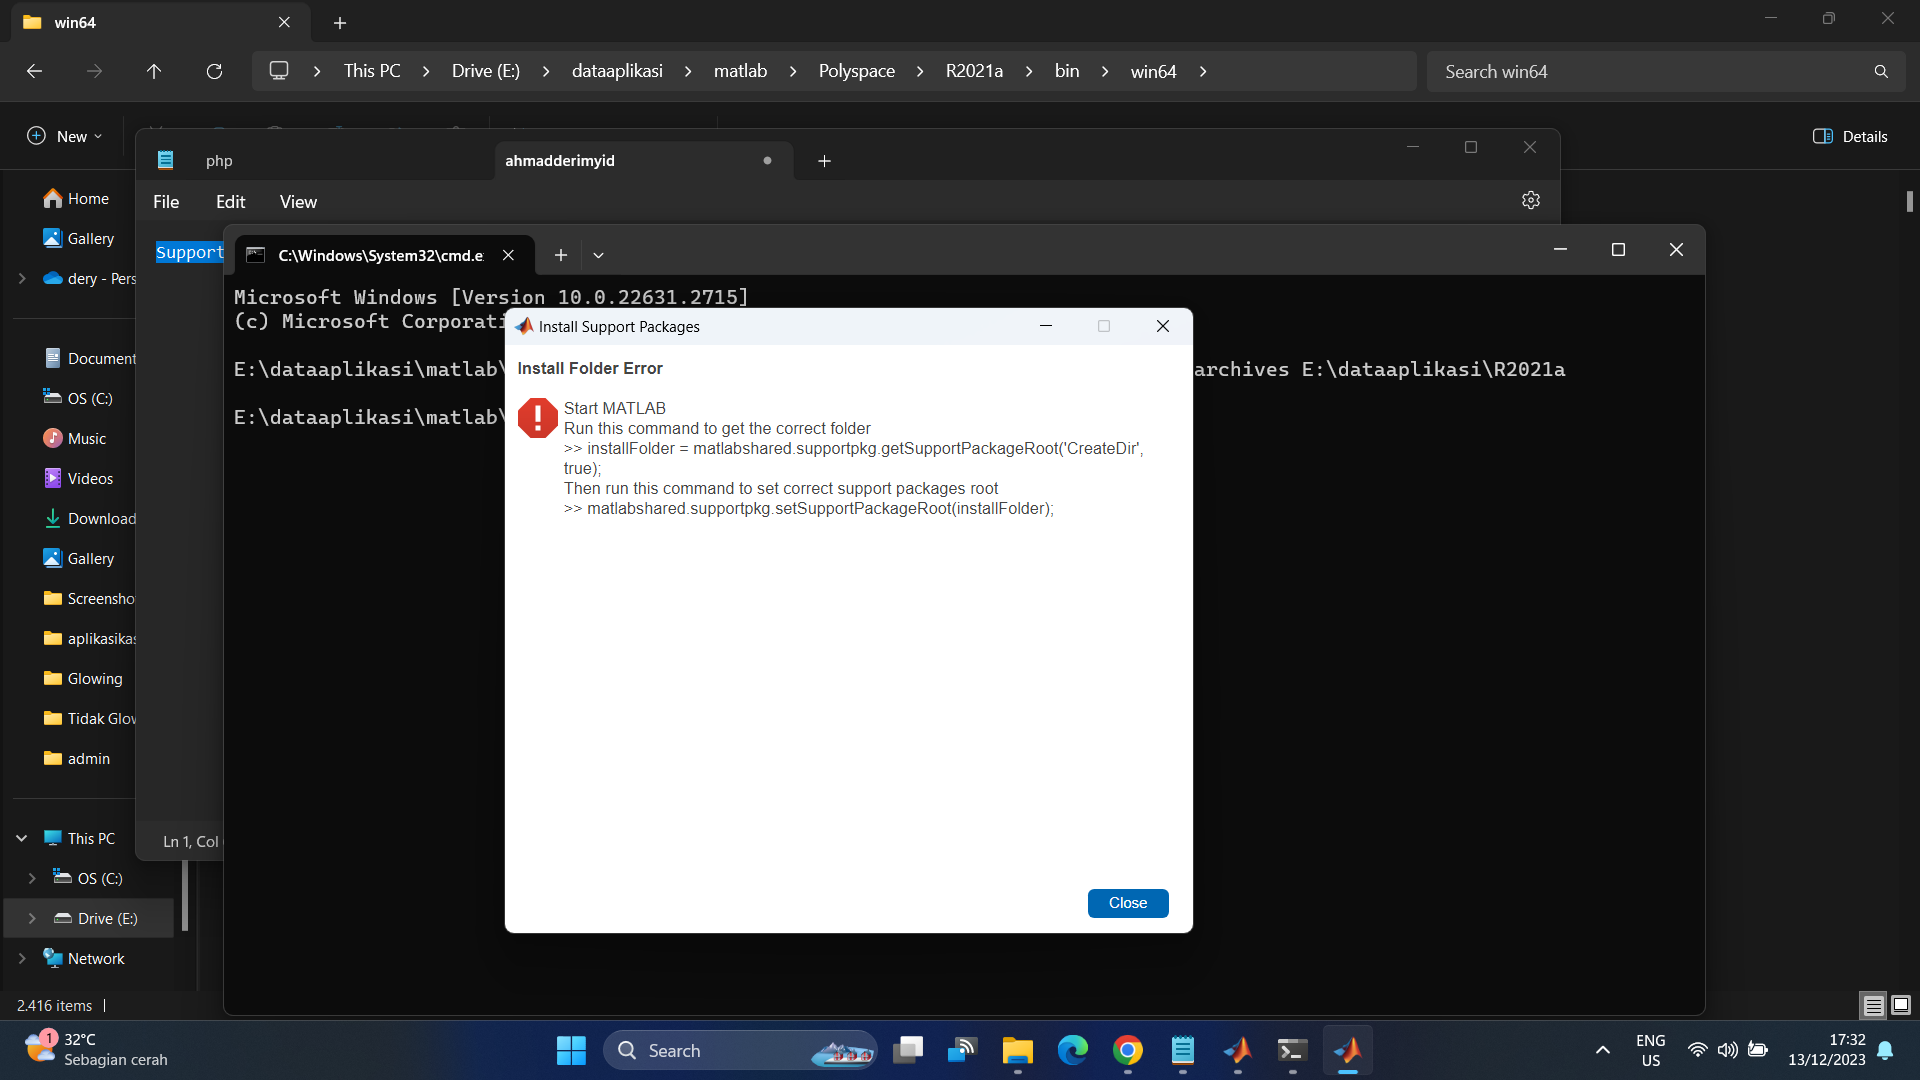 win64
This PC
Drive (E:)
dataaplikasi
matlab
Polyspace
R2021a
bin
win64
Search win64
New
Details
php
ahmadderimyid
File
Edit
View
Home
Gallery
dery - Pers
Document
OS (C:)
Music
Videos
Download
Gallery
Screensho
aplikasikas
Glowing
Tidak Glow
admin
This PC
OS (C:)
Drive (E:)
Network
2.416 items
Support
Ln 1, Col
C:\Windows\System32\cmd.e
Microsoft Windows [Version 10.0.22631.2715]
(c) Microsoft Corporati
E:\dataaplikasi\matlab\
archives E:\dataaplikasi\R2021a
E:\dataaplikasi\matlab\
Install Support Packages
Install Folder Error
Start MATLAB
Run this command to get the correct folder
>> installFolder = matlabshared.supportpkg.getSupportPackageRoot('CreateDir',
true);
Then run this command to set correct support packages root
>> matlabshared.supportpkg.setSupportPackageRoot(installFolder);
Close
1
32°C
Sebagian cerah
Search
ENG
US
17:32
13/12/2023